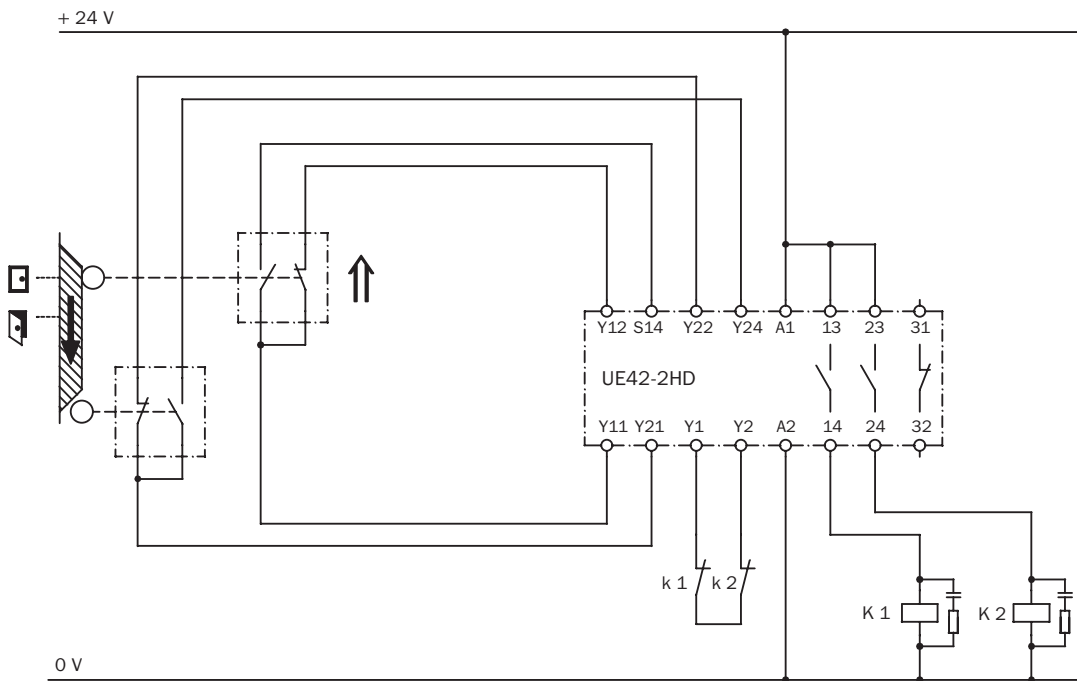 + 24 V
Y12 S14 Y22 Y24 A1 13 23 31
UE42-2HD
Y11 Y21 Y1 Y2 A2 14 24 32
k 1 k 2
K 1 K 2
0 V